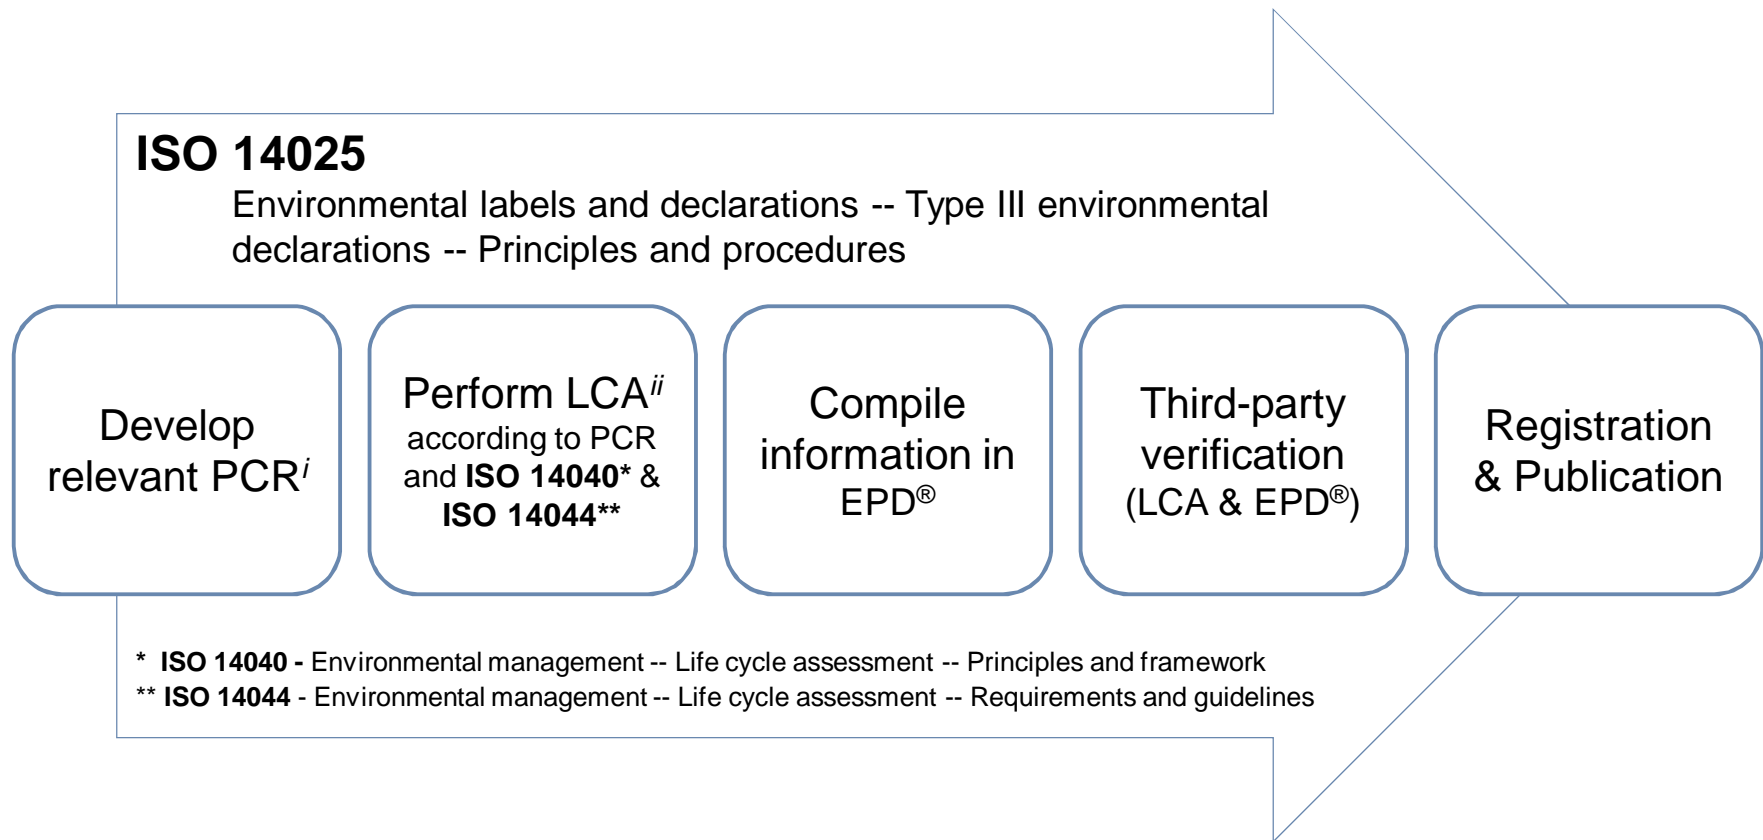 ISO 14025
Environmental labels and declarations -- Type III environmental
declarations -- Principles and procedures
Develop
relevant PCRⁱ
Perform LCAⁱⁱ
according to PCR
and ISO 14040* &
ISO 14044**
Compile
information in
EPD®
Third-party
verification
(LCA & EPD®)
Registration
& Publication
* ISO 14040 - Environmental management -- Life cycle assessment -- Principles and framework
** ISO 14044 - Environmental management -- Life cycle assessment -- Requirements and guidelines